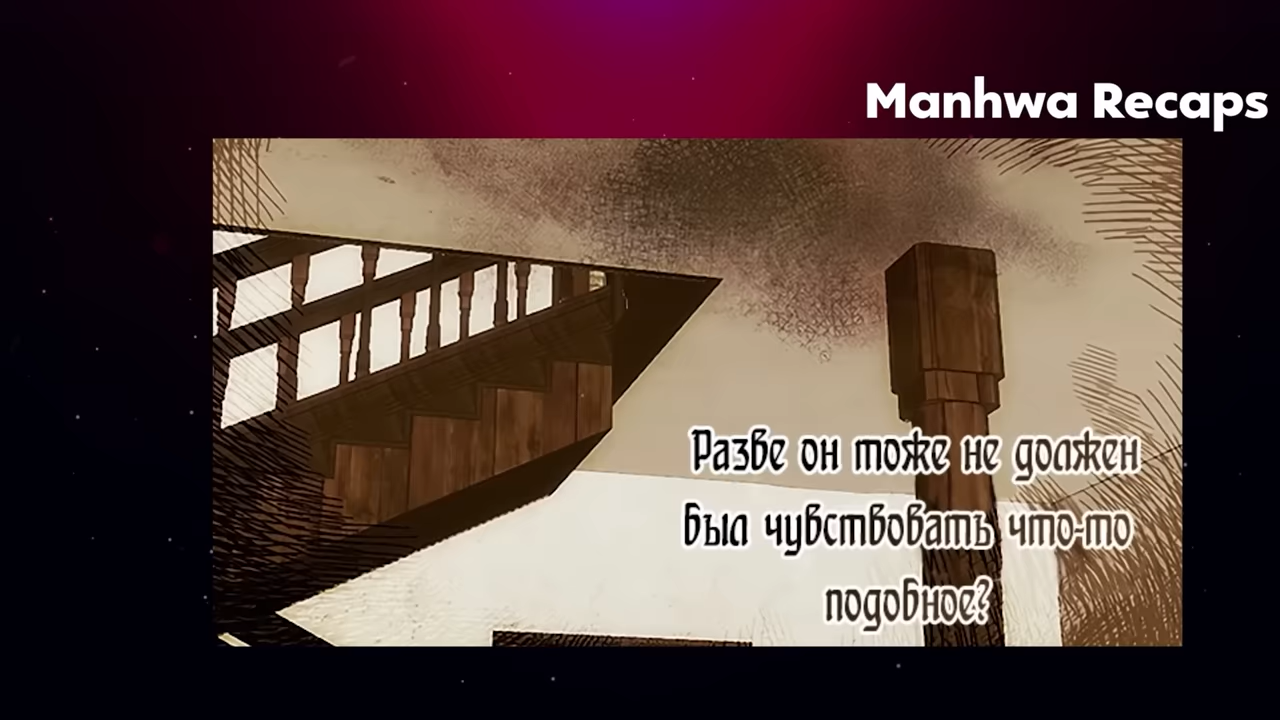 Manhwa Recaps
Разве он тоже не должен
был чувствовать что-то
подобное?